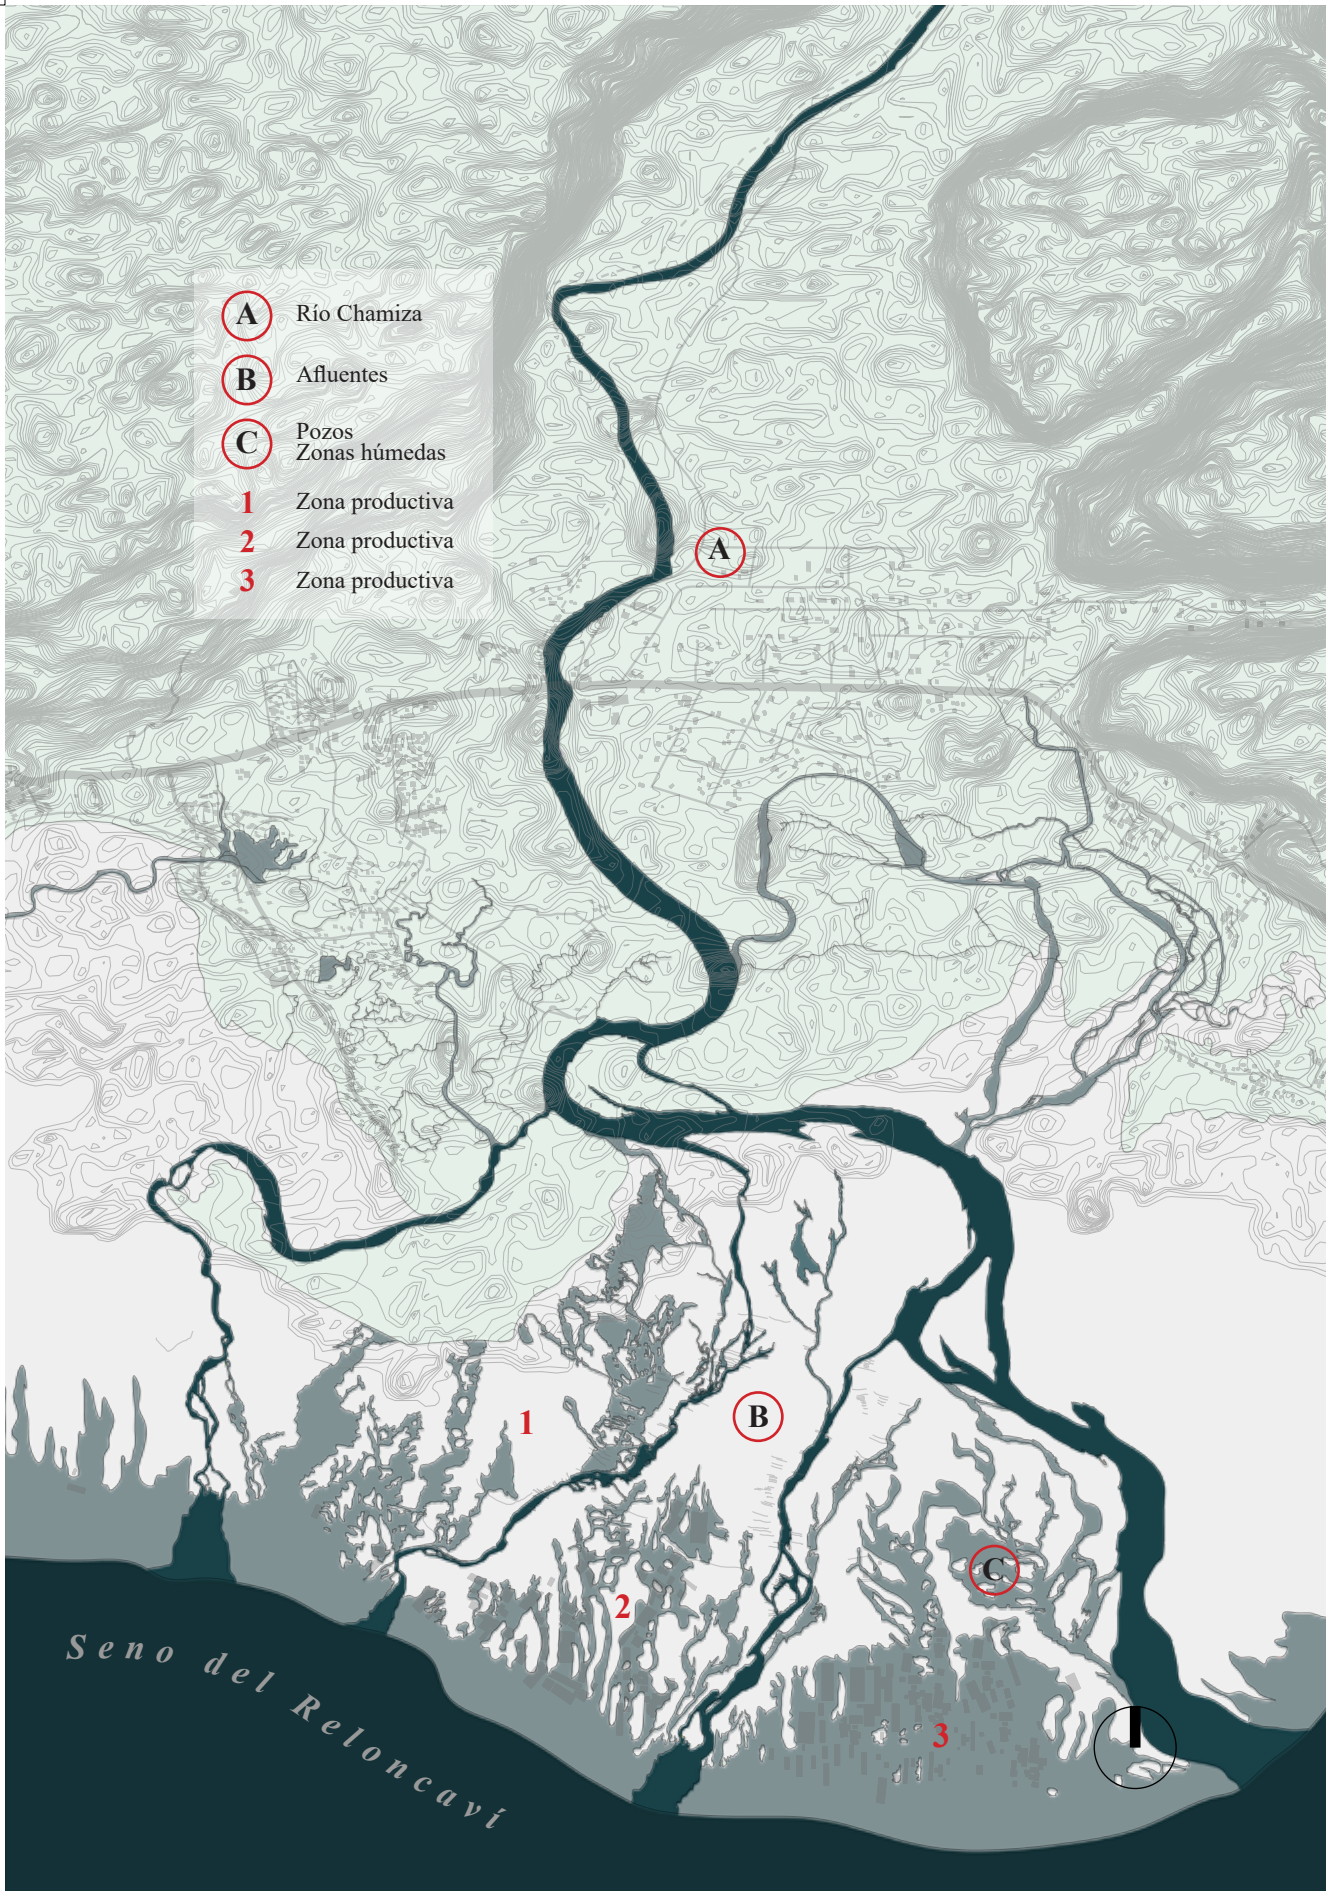 A Río Chamiza
B Afluentes
C Pozos
Zonas húmedas
1 Zona productiva
2 Zona productiva
3 Zona productiva
A
1
B
C
2
3
Seno del Reloncaví